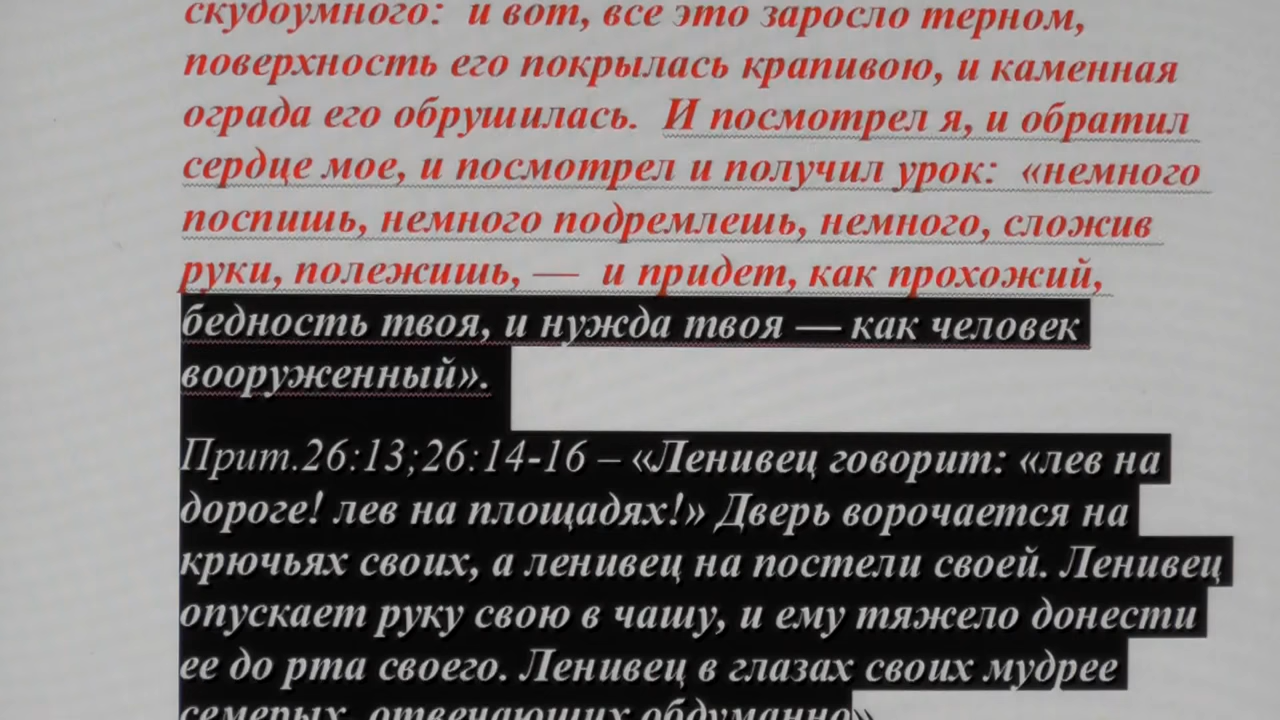 скудоумного: и вот, все это заросло терном,
поверхность его покрылась крапивою, и каменная
ограда его обрушилась. И посмотрел я, и обратил
сердце мое, и посмотрел и получил урок: «немного
поспишь, немного подремлешь, немного, сложив
руки, полежишь, — и придет, как прохожий,
бедность твоя, и нужда твоя — как человек
вооруженный».
Прит.26:13;26:14-16 – «Ленивец говорит: «лев на
дороге! лев на площадях!» Дверь ворочается на
крючьях своих, а ленивец на постели своей. Ленивец
опускает руку свою в чашу, и ему тяжело донести
ее до рта своего. Ленивец в глазах своих мудрее
семерых, отвечающих обдуманно»